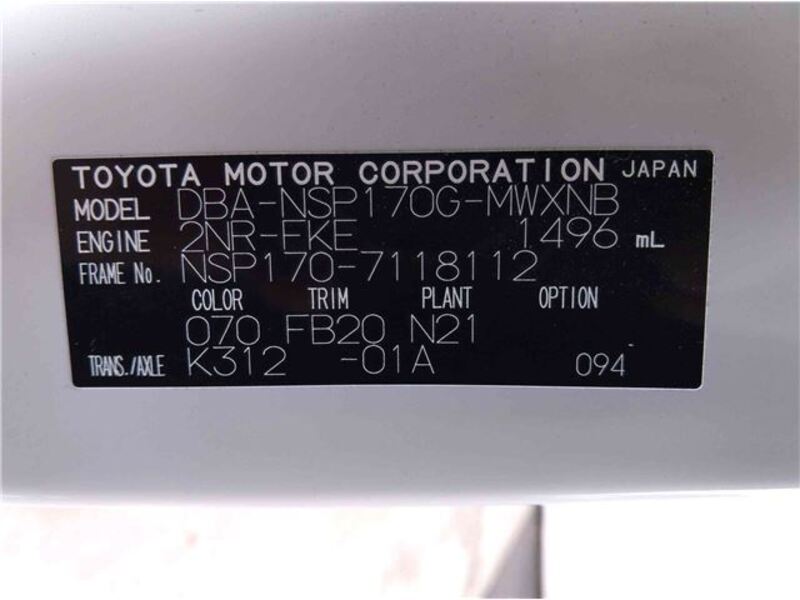 TOYOTA MOTOR CORPORATION JAPAN
MODEL DBA-NSP170G-MWXNB
ENGINE 2NR-FKE 1496 mL
FRAME No. NSP170-7118112
COLOR TRIM PLANT OPTION
070 FB20 N21
TRANS./AXLE K312 -01A 094